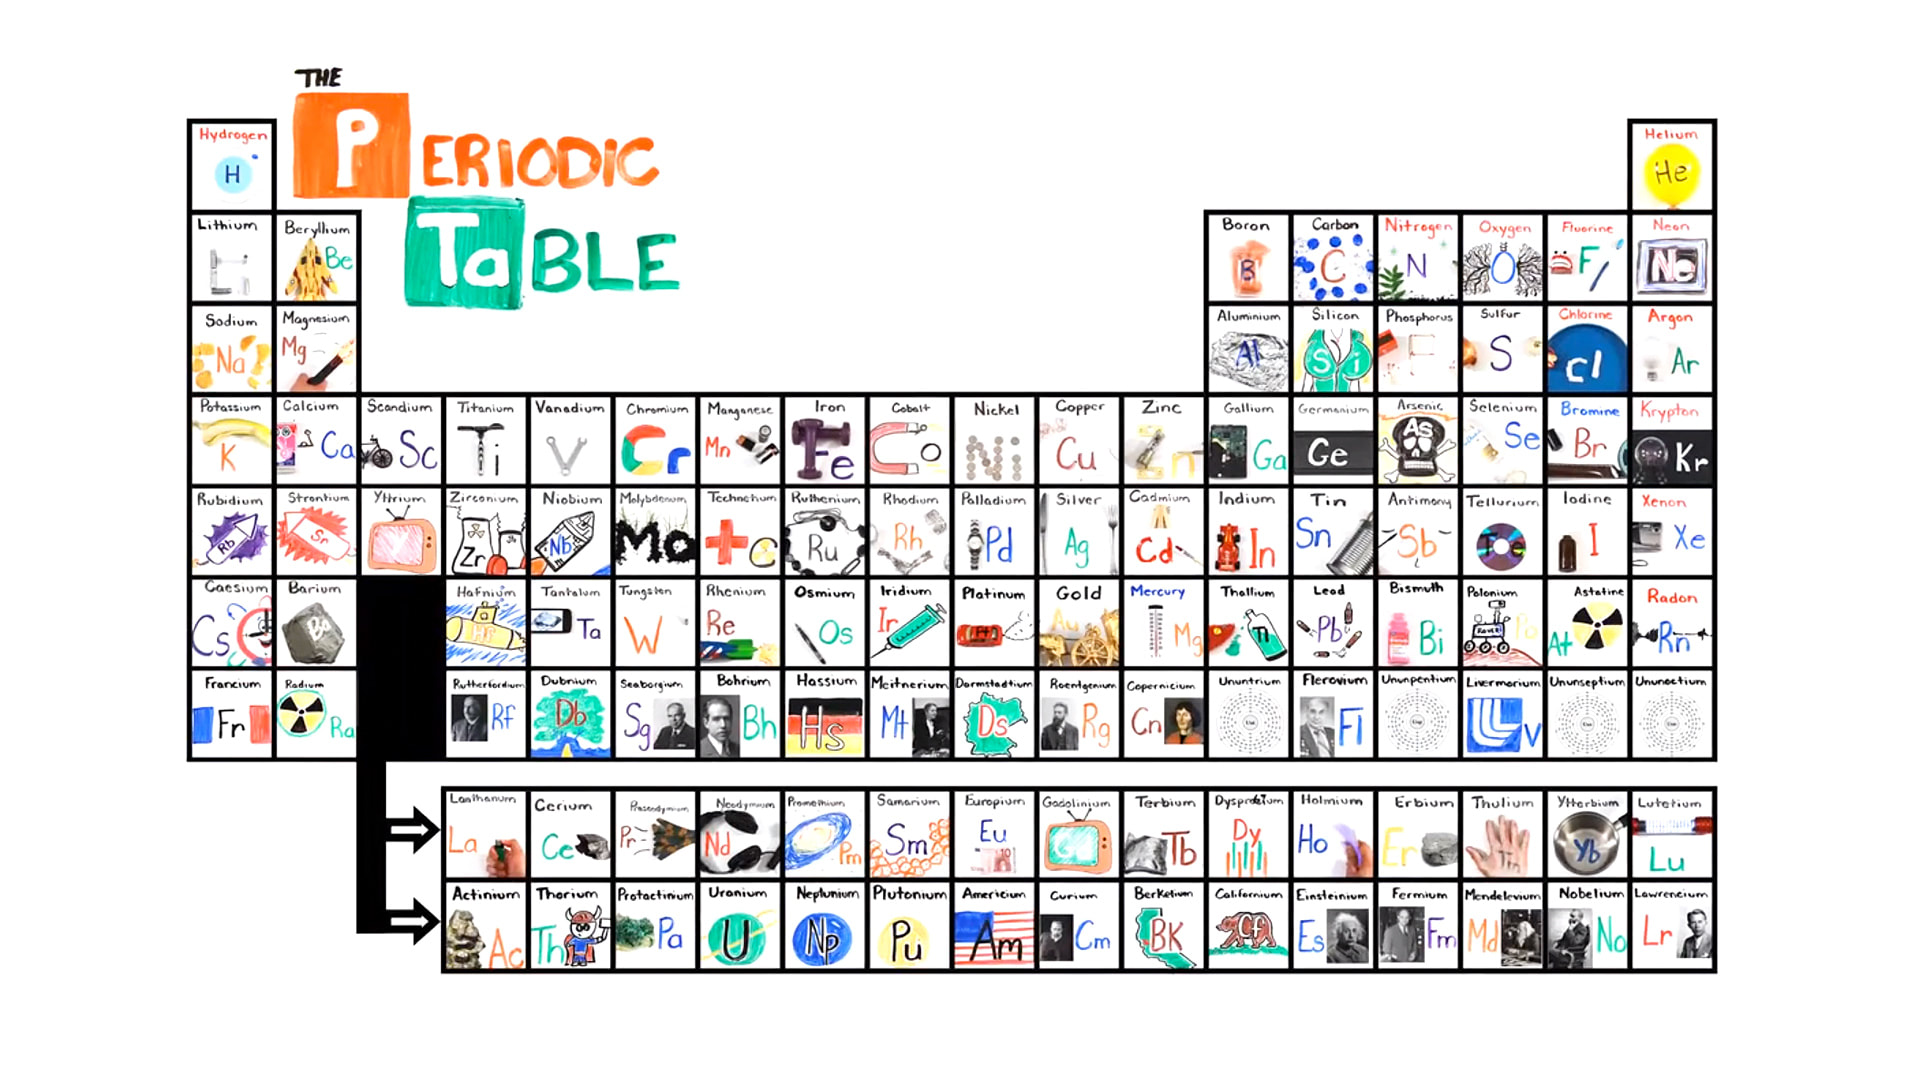 THE
PERIODIC
TaBLE
Hydrogen Helium
H He
Lithium Beryllium Boron Carbon Nitrogen Oxygen Fluorine Neon
Li Be B C N O F Ne
Sodium Magnesium Aluminium Silicon Phosphorus Sulfur Chlorine Argon
Na Mg Al Si S Cl Ar
Potassium Calcium Scandium Titanium Vanadium Chromium Manganese Iron Cobalt Nickel Copper Zinc Gallium Germanium Arsenic Selenium Bromine Krypton
K Ca Sc Ti V Cr Mn Fe Co Ni Cu Zn Ga Ge As Se Br Kr
Rubidium Strontium Yttrium Zirconium Niobium Molybdenum Technetium Ruthenium Rhodium Palladium Silver Cadmium Indium Tin Antimony Tellurium Iodine Xenon
Rb Sr Y Zr Nb Mo Tc Ru Rh Pd Ag Cd In Sn Sb Te I Xe
Caesium Barium Hafnium Tantalum Tungsten Rhenium Osmium Iridium Platinum Gold Mercury Thallium Lead Bismuth Polonium Astatine Radon
Cs Ba Hf Ta W Re Os Ir Pt Au Mg Tl Pb Bi Po At Rn
Francium Radium Rutherfordium Dubnium Seaborgium Bohrium Hassium Meitnerium Darmstadtium Roentgenium Copernicium Ununtrium Flerovium Ununpentium Livermorium Ununseptium Ununoctium
Fr Ra Rf Db Sg Bh Hs Mt Ds Rg Cn Fl Lv
Lanthanum Cerium Praseodymium Neodymium Promethium Samarium Europium Gadolinium Terbium Dysprosium Holmium Erbium Thulium Ytterbium Lutetium
La Ce Pr Nd Pm Sm Eu Gd Tb Dy Ho Er Tm Yb Lu
Actinium Thorium Protactinium Uranium Neptunium Plutonium Americium Curium Berkelium Californium Einsteinium Fermium Mendelevium Nobelium Lawrencium
Ac Th Pa U Np Pu Am Cm BK Cf Es Fm Md No Lr